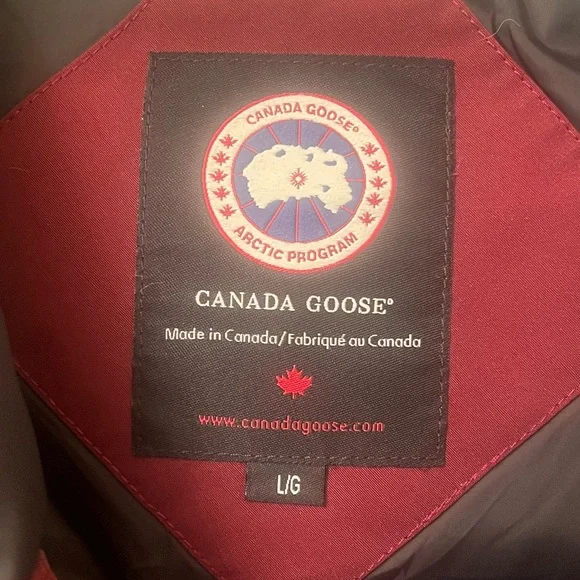 CANADA GOOSE®
ARCTIC PROGRAM
CANADA GOOSE®
Made in Canada/Fabriqué au Canada
www.canadagoose.com
L/G